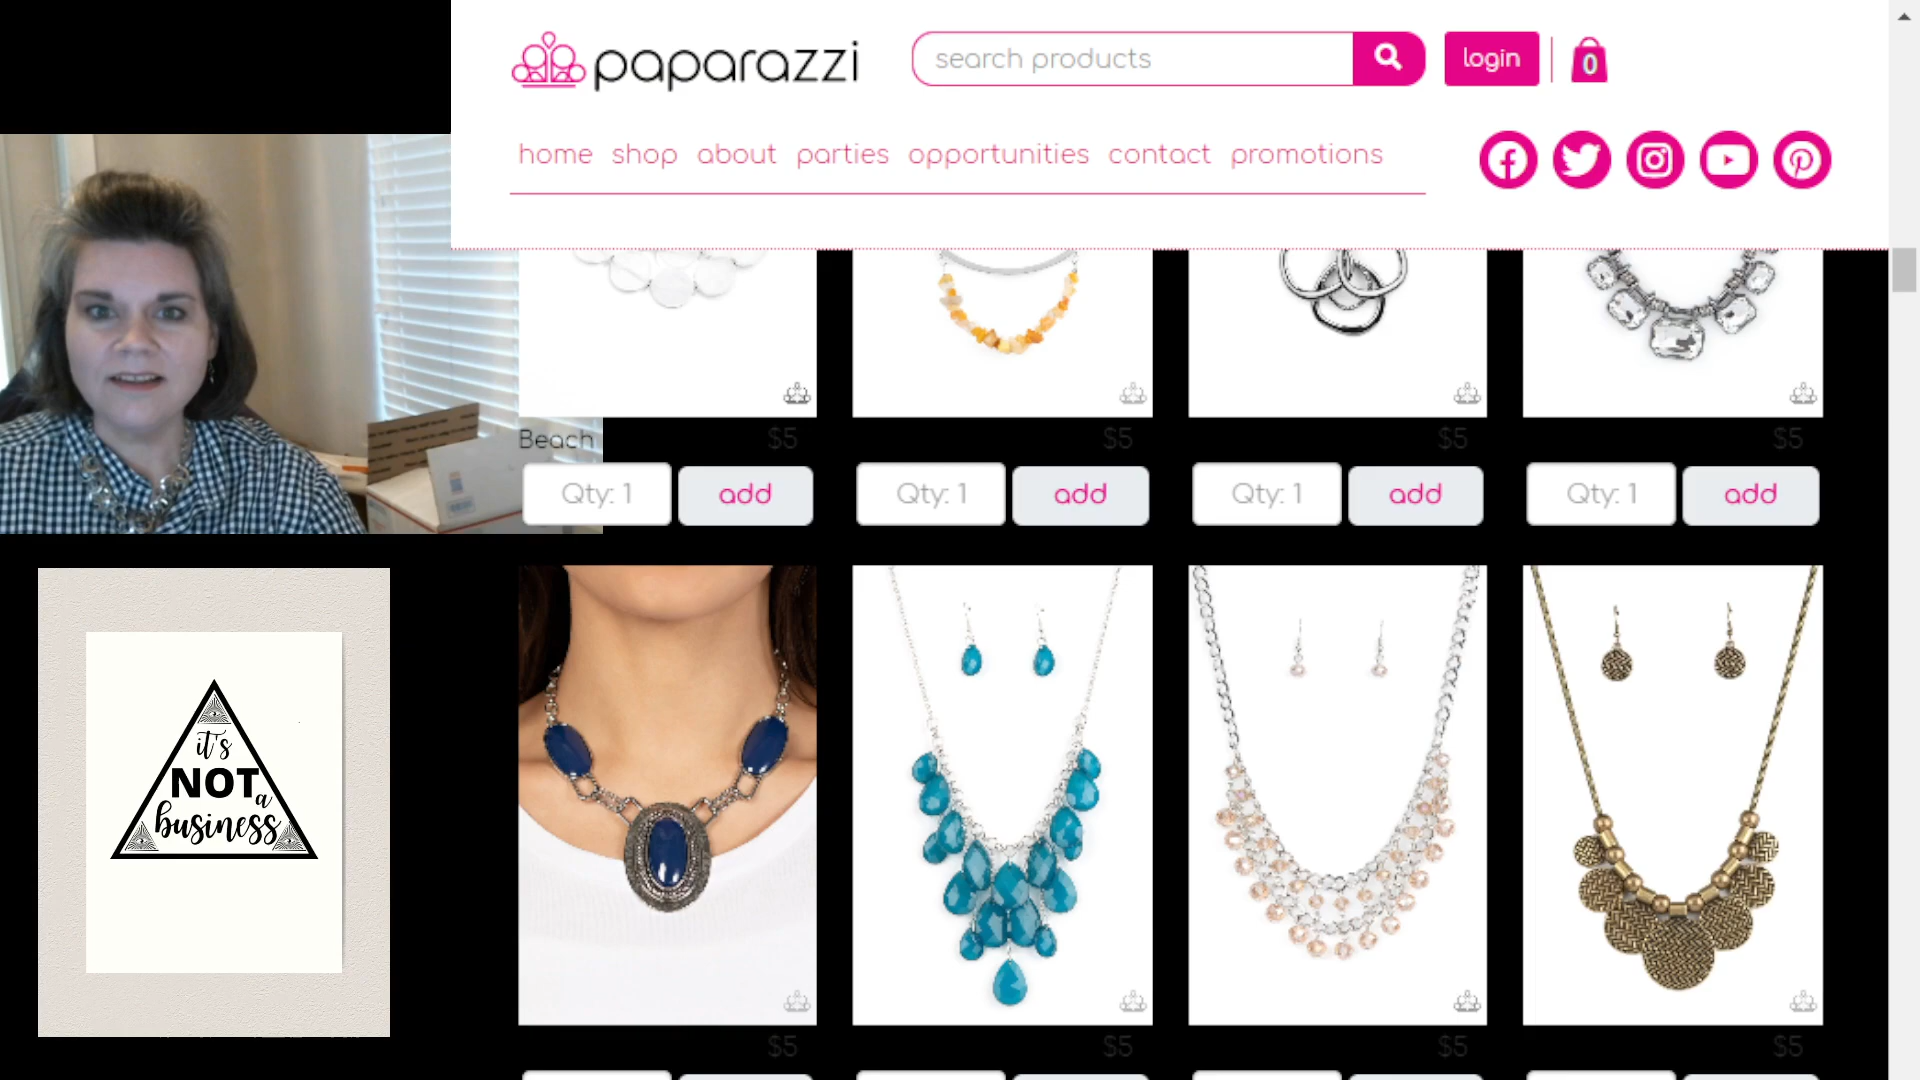 paparazzi
search products
login
0
home shop about parties opportunities contact promotions
Beach
$5
$5
$5
$5
Qty: 1 add
Qty: 1 add
Qty: 1 add
Qty: 1 add
it's
NOT
a
business
$5
$5
$5
$5